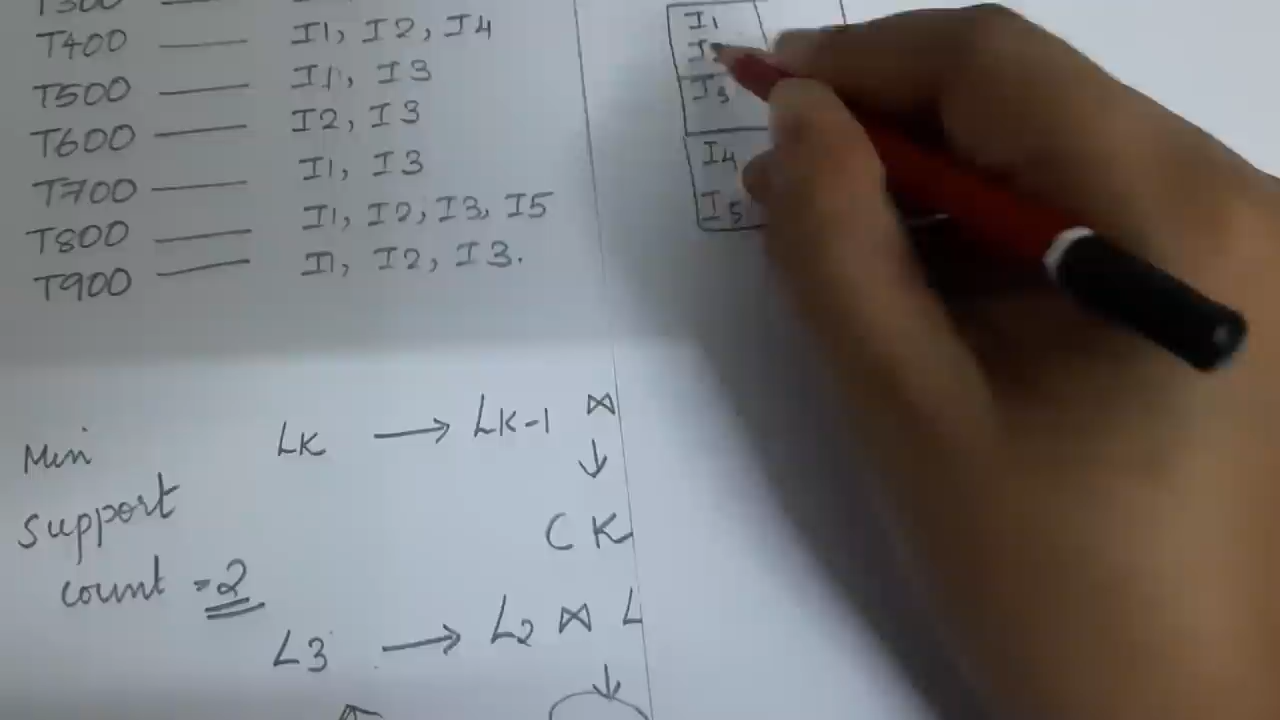 T300
T400 I1, I2, I4
T500 I1, I3
T600 I2, I3
T700 I1, I3
T800 I1, I2, I3, I5
T900 I1, I2, I3.
I1
I3
I4
I5
Min
Support
count = 2
LK → LK-1 ⋈
↓
CK
L3 → L2 ⋈ L
↓